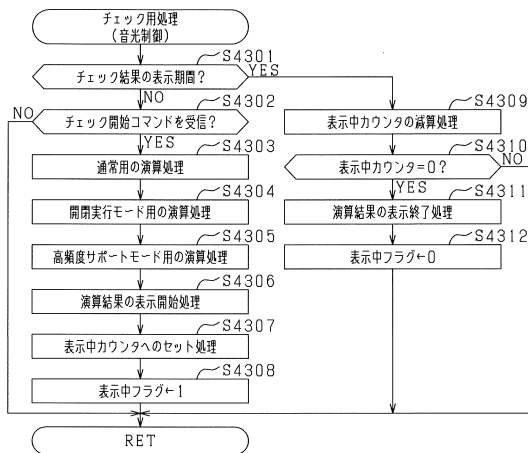 チェック用処理
(音光制御)
S4301
チェック結果の表示期間?
YES
NO
S4302
NO
チェック開始コマンドを受信?
YES
S4303
通常用の演算処理
S4304
開閉実行モード用の演算処理
S4305
高頻度サポートモード用の演算処理
S4306
演算結果の表示開始処理
S4307
表示中カウンタへのセット処理
S4308
表示中フラグ←1
RET
S4309
表示中カウンタの減算処理
S4310
表示中カウンタ=0?
NO
YES
S4311
演算結果の表示終了処理
S4312
表示中フラグ←0